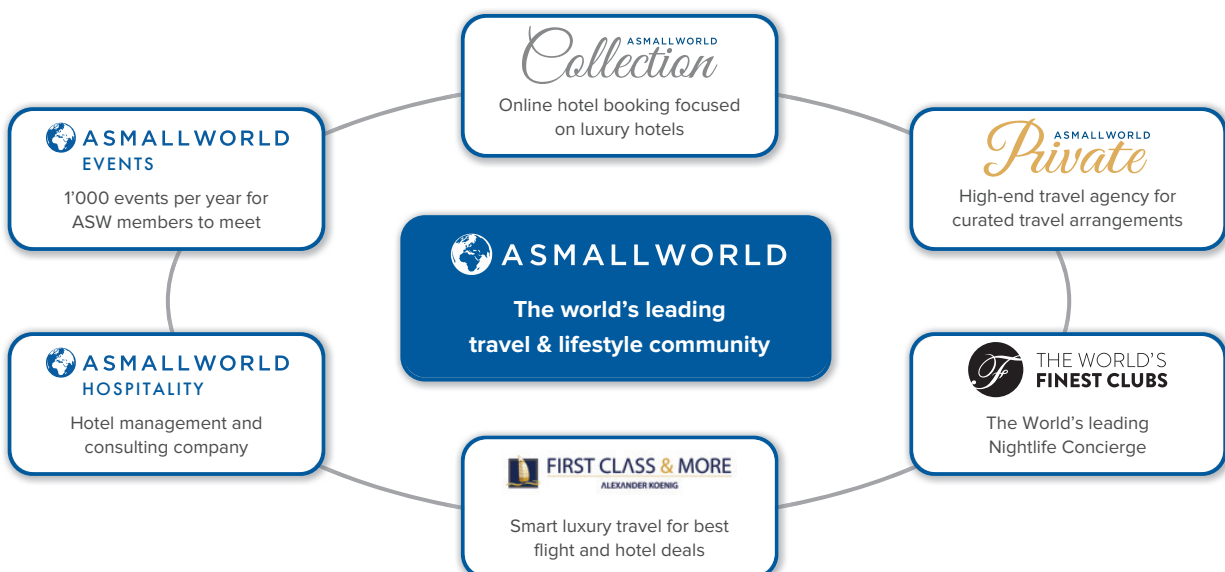 ASMALLWORLD
Collection
Online hotel booking focused
on luxury hotels
ASMALLWORLD
EVENTS
1'000 events per year for
ASW members to meet
ASMALLWORLD
Private
High-end travel agency for
curated travel arrangements
ASMALLWORLD
The world's leading
travel & lifestyle community
ASMALLWORLD
HOSPITALITY
Hotel management and
consulting company
F
THE WORLD'S
FINEST CLUBS
The World's leading
Nightlife Concierge
FIRST CLASS & MORE
ALEXANDER KOENIG
Smart luxury travel for best
flight and hotel deals